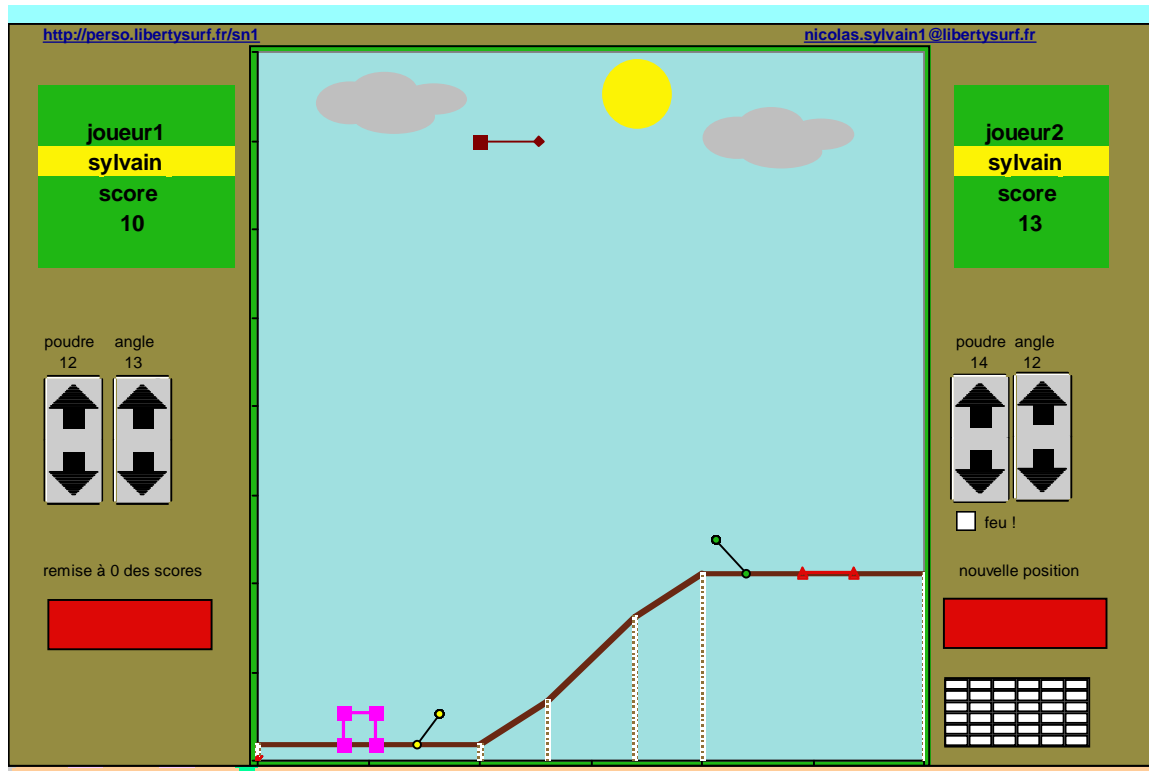 http://perso.libertysurf.fr/sn1
nicolas.sylvain1@libertysurf.fr
joueur1
sylvain
score
10
joueur2
sylvain
score
13
poudre angle
12 13
poudre angle
14 12
feu !
remise à 0 des scores
nouvelle position